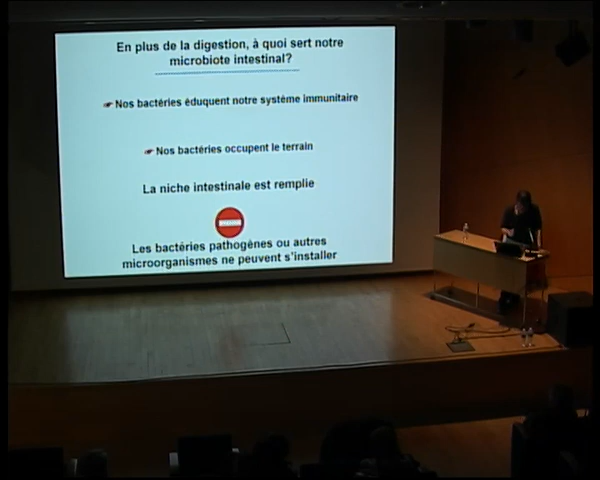 En plus de la digestion, à quoi sert notre
microbiote intestinal?
Nos bactéries éduquent notre système immunitaire
Nos bactéries occupent le terrain
La niche intestinale est remplie
Les bactéries pathogènes ou autres
microorganismes ne peuvent s'installer